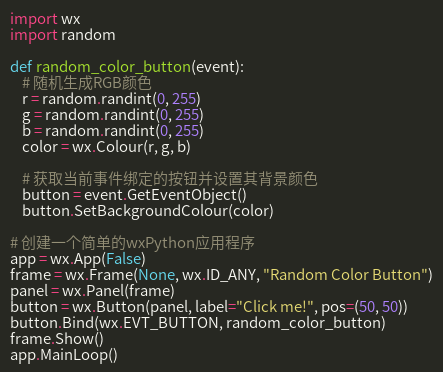 import wx
import random

def random_color_button(event):
    # 随机生成RGB颜色
    r = random.randint(0, 255)
    g = random.randint(0, 255)
    b = random.randint(0, 255)
    color = wx.Colour(r, g, b)

    # 获取当前事件绑定的按钮并设置其背景颜色
    button = event.GetEventObject()
    button.SetBackgroundColour(color)

# 创建一个简单的wxPython应用程序
app = wx.App(False)
frame = wx.Frame(None, wx.ID_ANY, "Random Color Button")
panel = wx.Panel(frame)
button = wx.Button(panel, label="Click me!", pos=(50, 50))
button.Bind(wx.EVT_BUTTON, random_color_button)
frame.Show()
app.MainLoop()